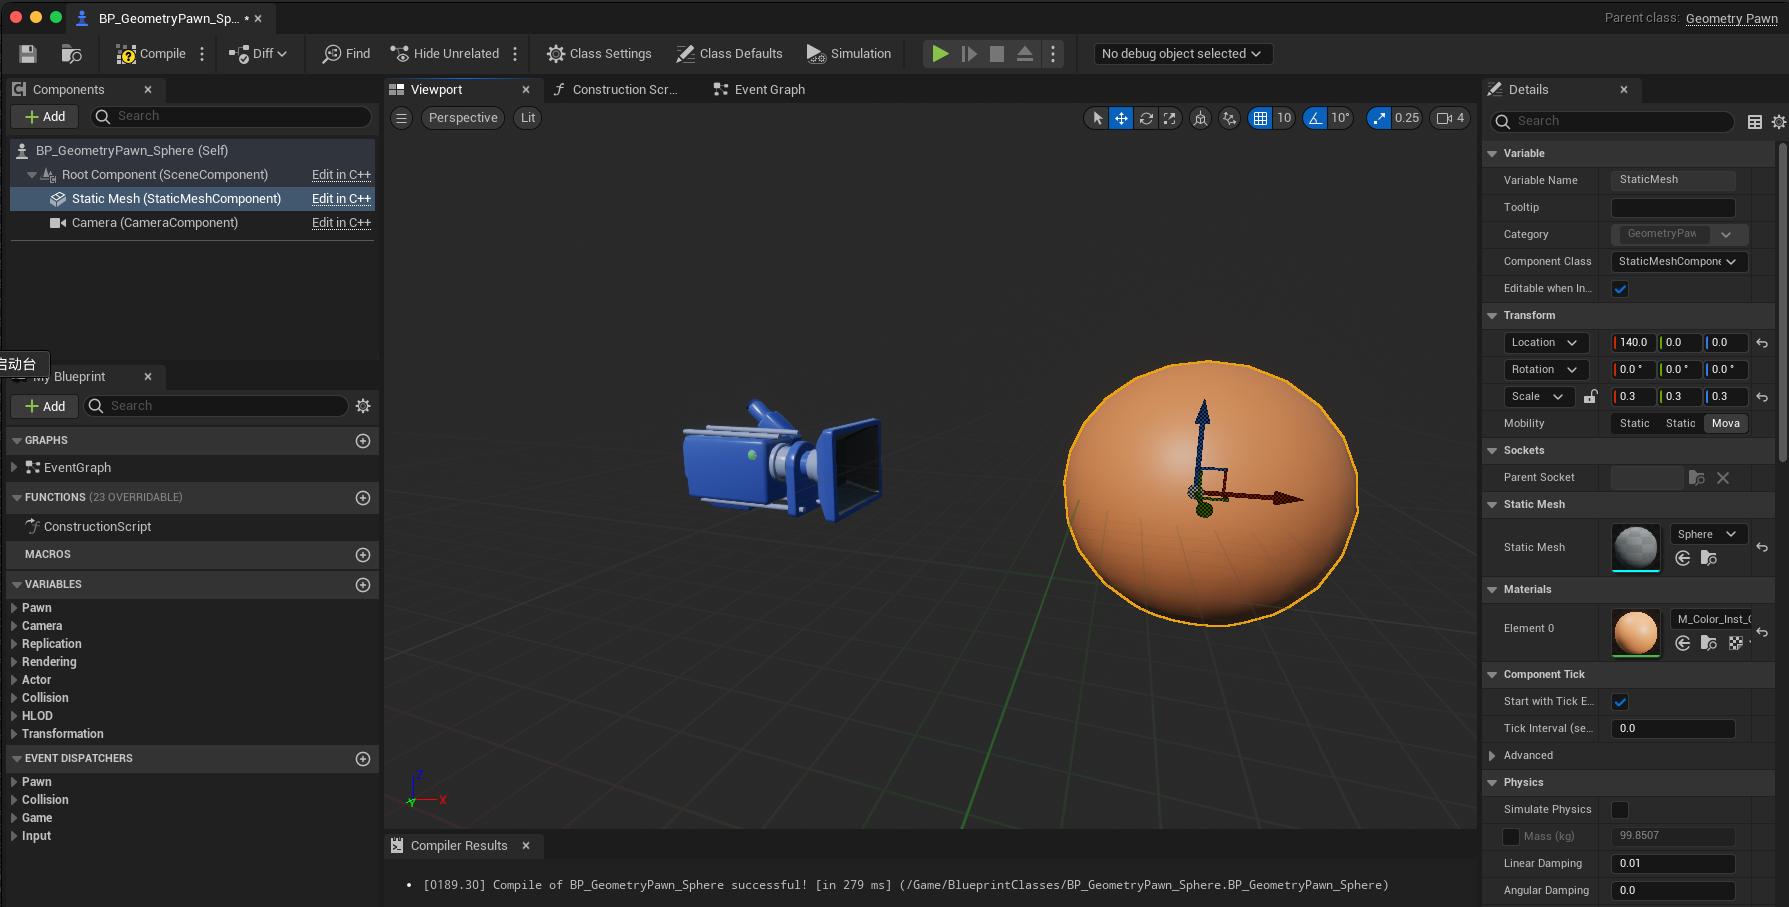 BP_GeometryPawn_Sp... •
Parent class: Geometry Pawn
Compile
Diff
Find
Hide Unrelated
Class Settings
Class Defaults
Simulation
No debug object selected
Components
Add
Search
BP_GeometryPawn_Sphere (Self)
Root Component (SceneComponent) Edit in C++
Static Mesh (StaticMeshComponent) Edit in C++
Camera (CameraComponent) Edit in C++
启动台
My Blueprint
Add
Search
GRAPHS
EventGraph
FUNCTIONS (23 OVERRIDABLE)
ConstructionScript
MACROS
VARIABLES
Pawn
Camera
Replication
Rendering
Actor
Collision
HLOD
Transformation
EVENT DISPATCHERS
Pawn
Collision
Game
Input
Viewport
Construction Scr...
Event Graph
Perspective
Lit
10
10°
0.25
4
Z
X
Y
Compiler Results
• [0189.30] Compile of BP_GeometryPawn_Sphere successful! [in 279 ms] (/Game/BlueprintClasses/BP_GeometryPawn_Sphere.BP_GeometryPawn_Sphere)
Details
Search
Variable
Variable Name StaticMesh
Tooltip
Category GeometryPaw
Component Class StaticMeshCompone
Editable when In...
Transform
Location 140.0 0.0 0.0
Rotation 0.0 ° 0.0 ° 0.0 °
Scale 0.3 0.3 0.3
Mobility Static Static Mova
Sockets
Parent Socket
Static Mesh
Static Mesh Sphere
Materials
Element 0 M_Color_Inst_
Component Tick
Start with Tick E...
Tick Interval (se... 0.0
Advanced
Physics
Simulate Physics
Mass (kg) 99.8507
Linear Damping 0.01
Angular Damping 0.0